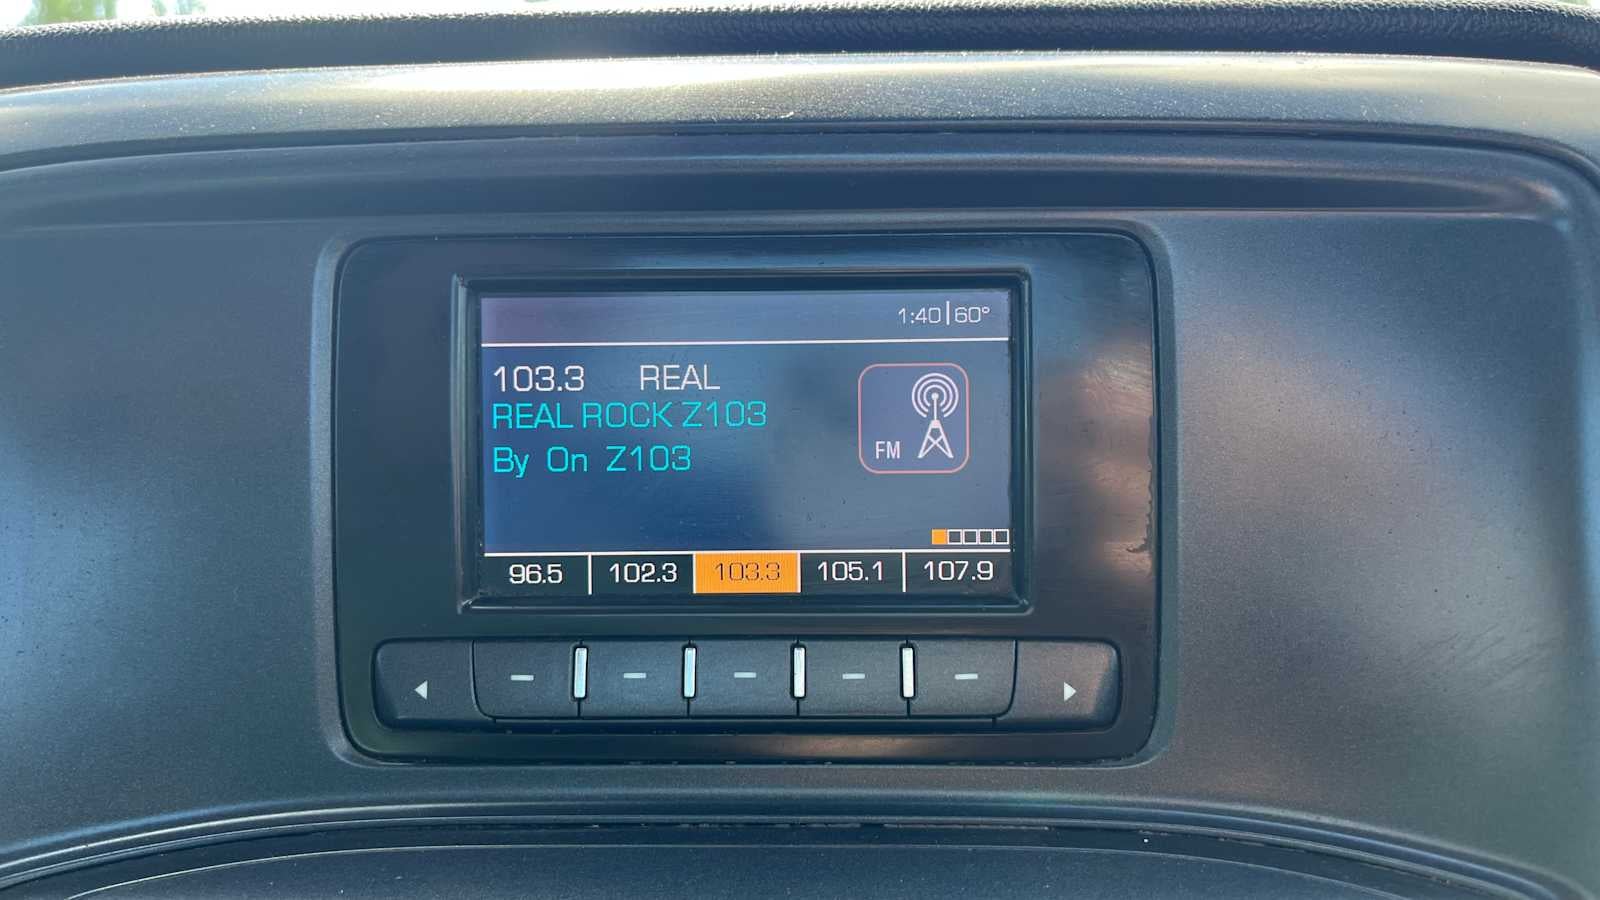 1:40|60°
103.3 REAL
REAL ROCK Z103
By On Z103
FM
96.5 102.3 103.3 105.1 107.9